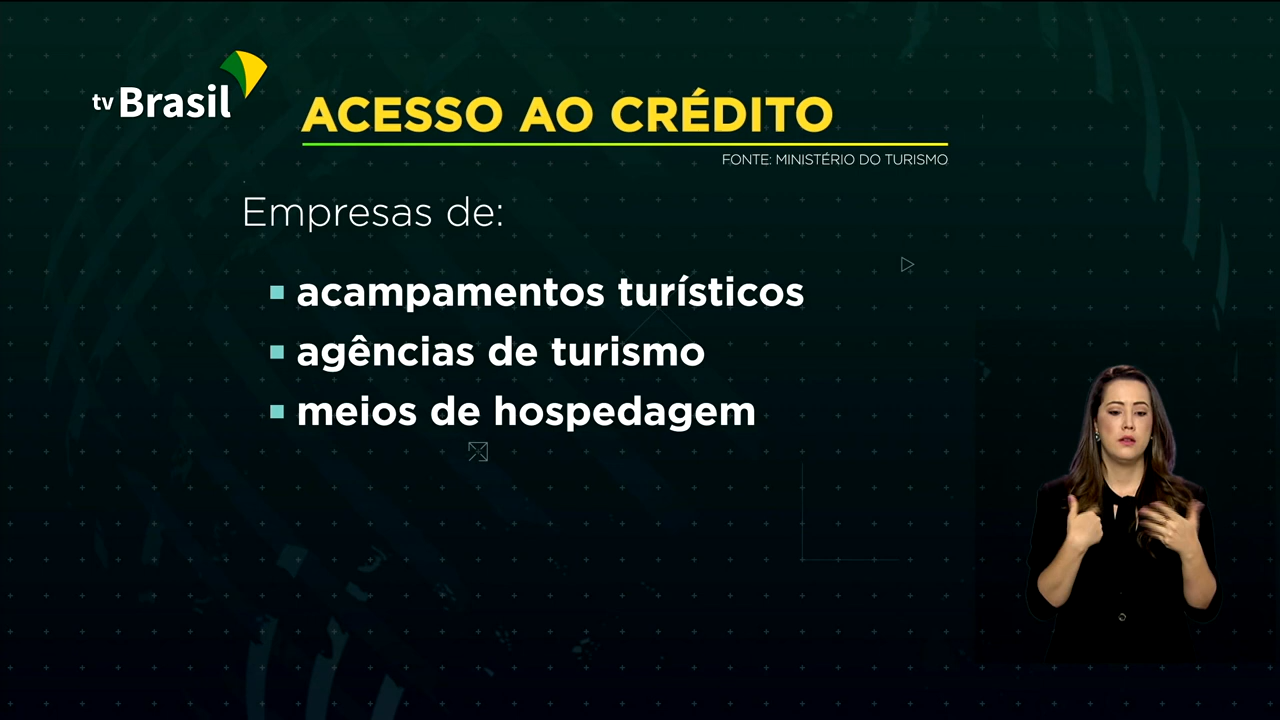 tv Brasil
ACESSO AO CRÉDITO
FONTE: MINISTÉRIO DO TURISMO
Empresas de:
acampamentos turísticos
agências de turismo
meios de hospedagem